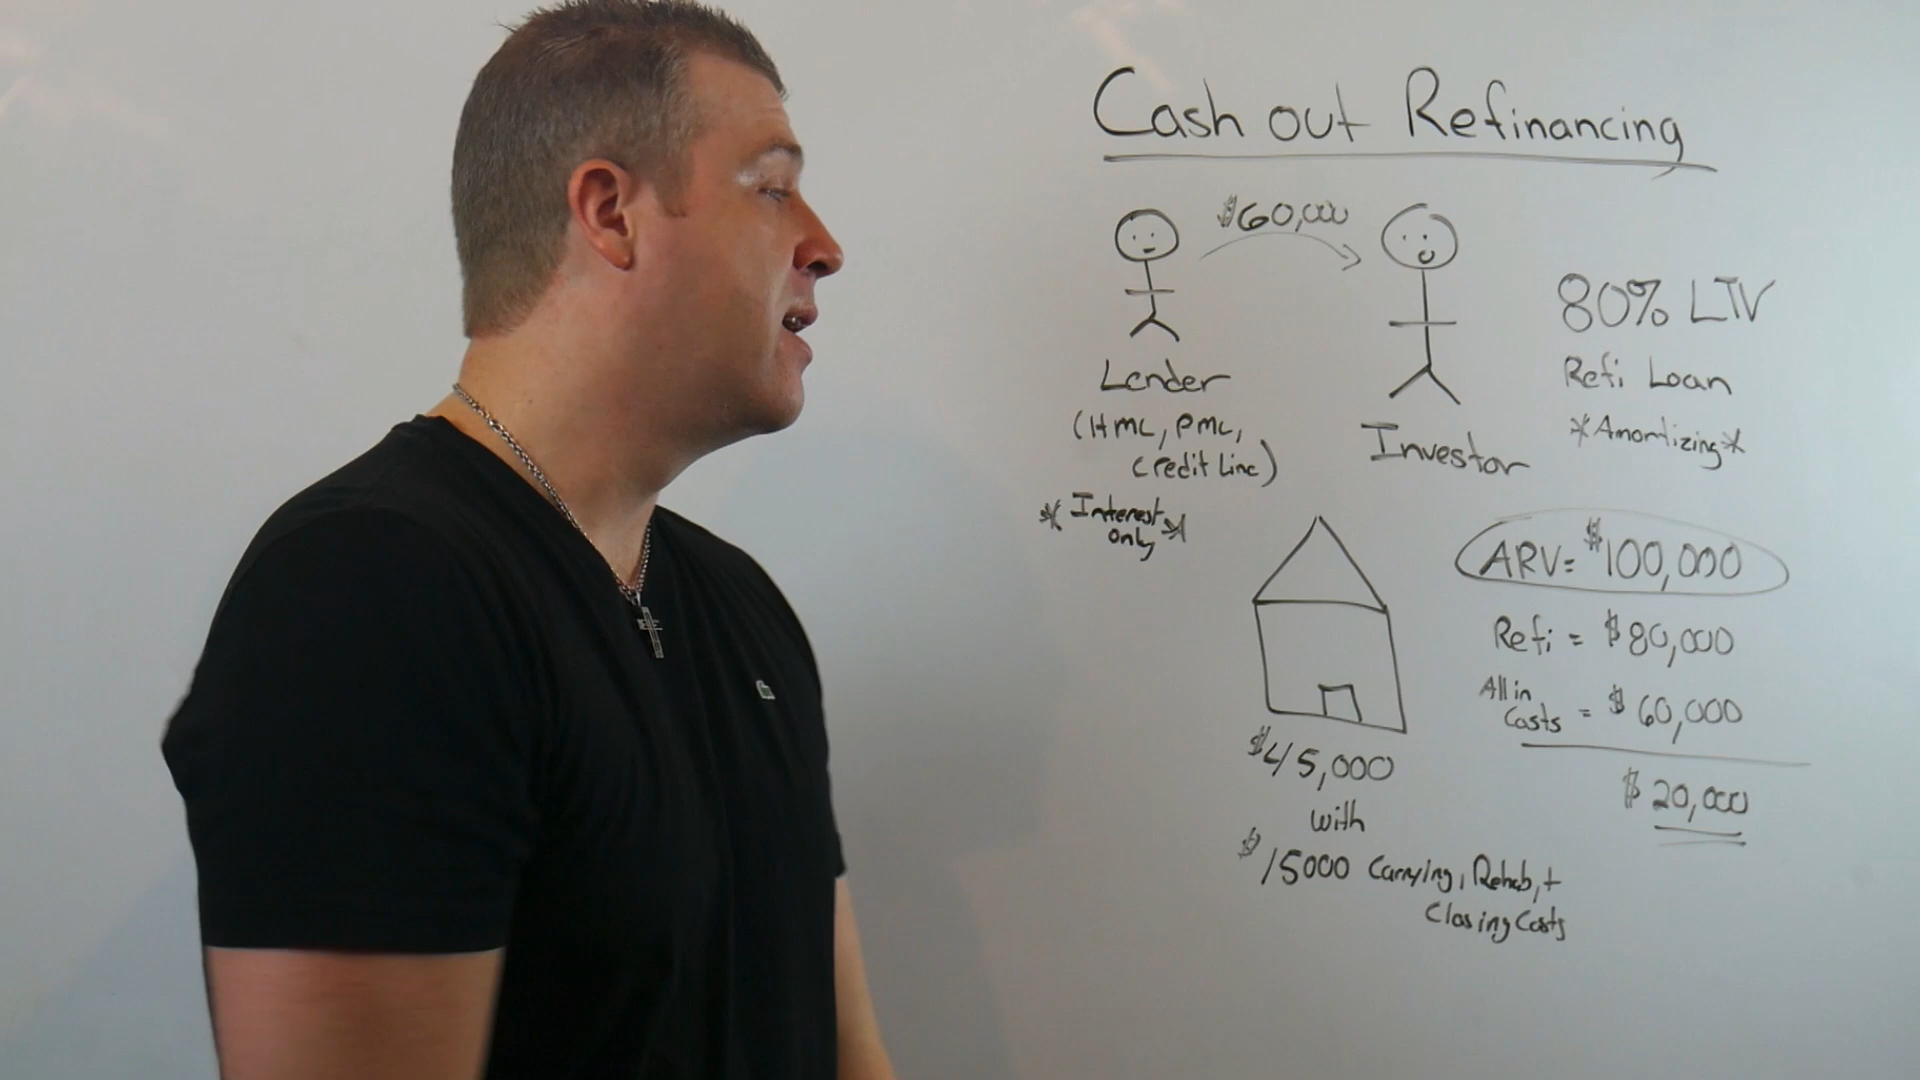 Cash out Refinancing
$60,000
Lender
(HML, PML,
Credit Line)
*Interest
only*
Investor
80% LTV
Refi Loan
*Amortizing*
$45,000
with
$15000 Carrying, Rehab, +
Closing Costs
ARV= $100,000
Refi = $80,000
All in
Costs = $60,000
$20,000